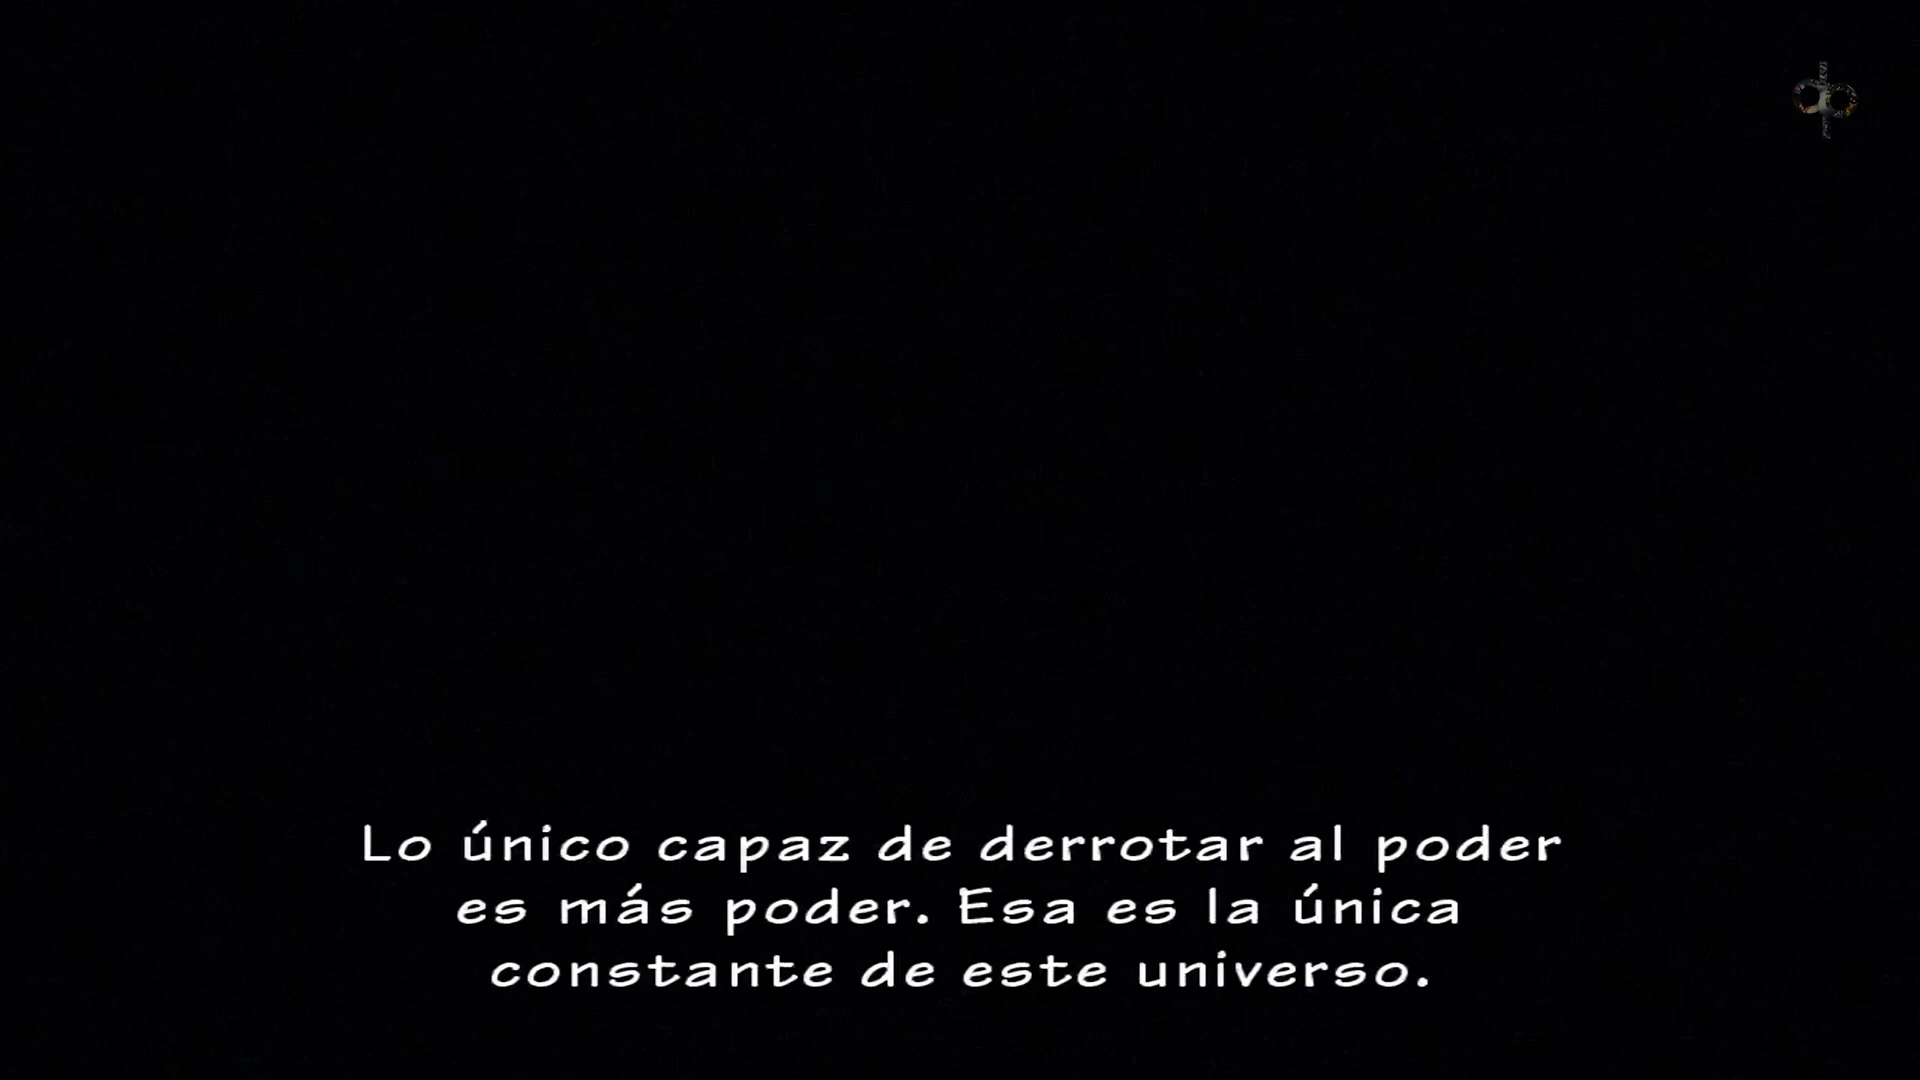 Lo único capaz de derrotar al poder
es más poder. Esa es la única
constante de este universo.